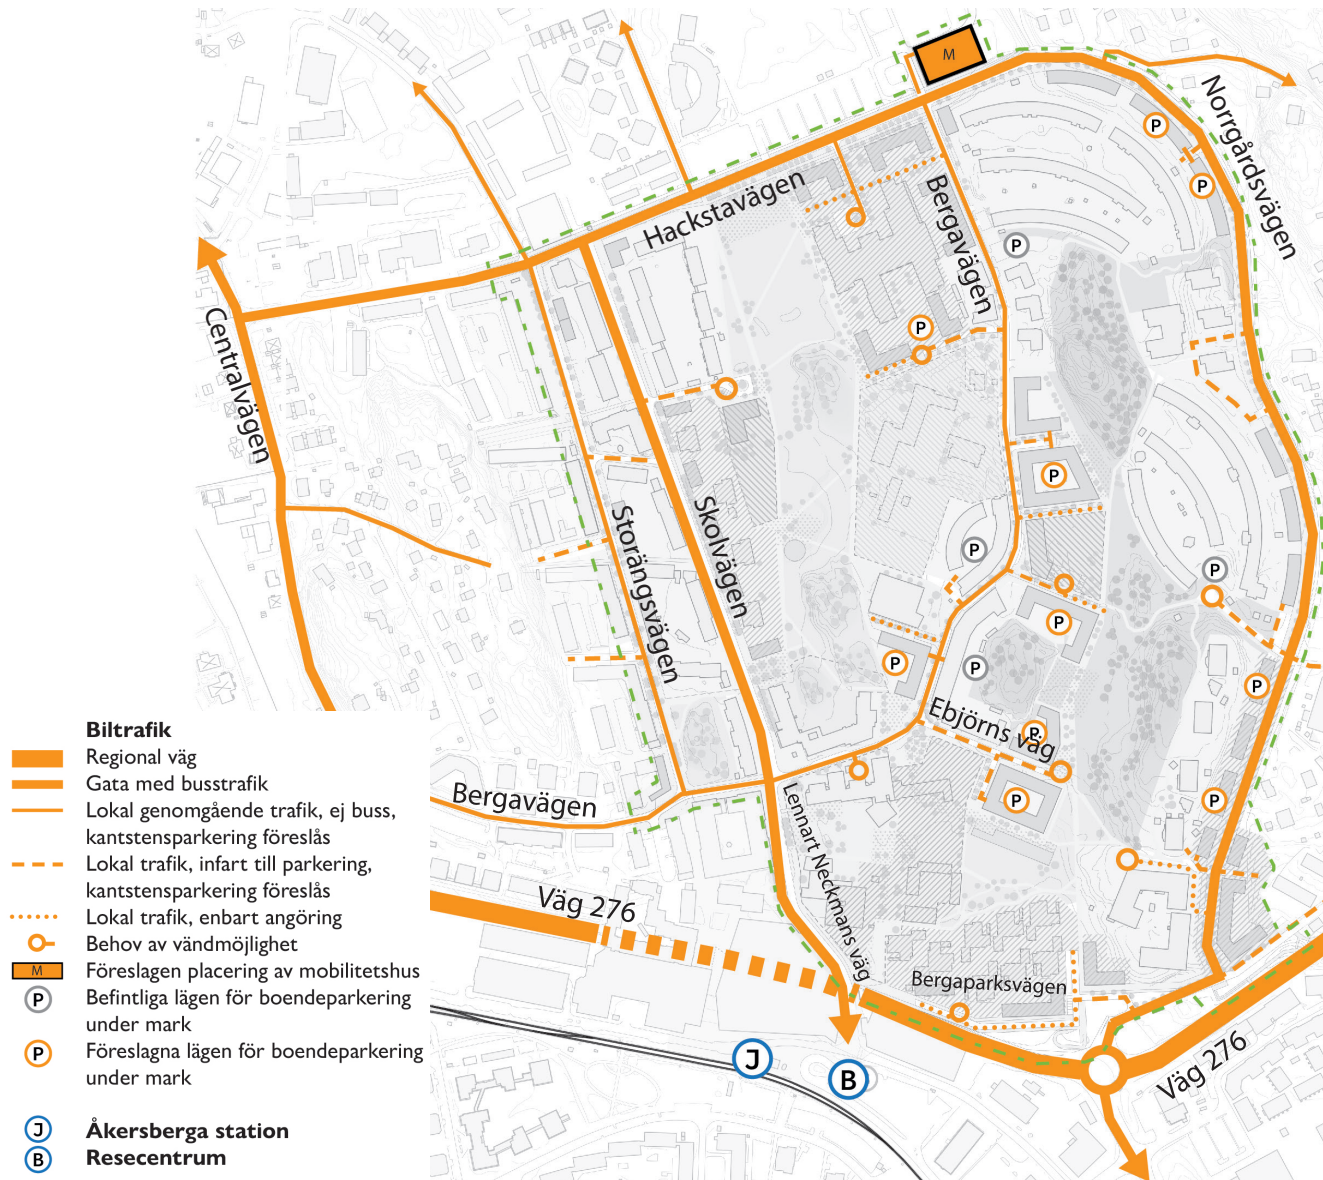 M
P
Norrgårdsvägen
P
Hackstavägen
Bergavägen
P
Centralvägen
P
P
Storängsvägen
Skolvägen
P
P
P
P
P
P
Ebjörns väg
P
P
P
Bergavägen
Lennart Neckmans väg
Väg 276
Bergaparksvägen
Väg 276
J
B
Biltrafik
Regional väg
Gata med busstrafik
Lokal genomgående trafik, ej buss,
kantstensparkering föreslås
Lokal trafik, infart till parkering,
kantstensparkering föreslås
Lokal trafik, enbart angöring
Behov av vändmöjlighet
M Föreslagen placering av mobilitetshus
P Befintliga lägen för boendeparkering
under mark
P Föreslagna lägen för boendeparkering
under mark
J Åkersberga station
B Resecentrum